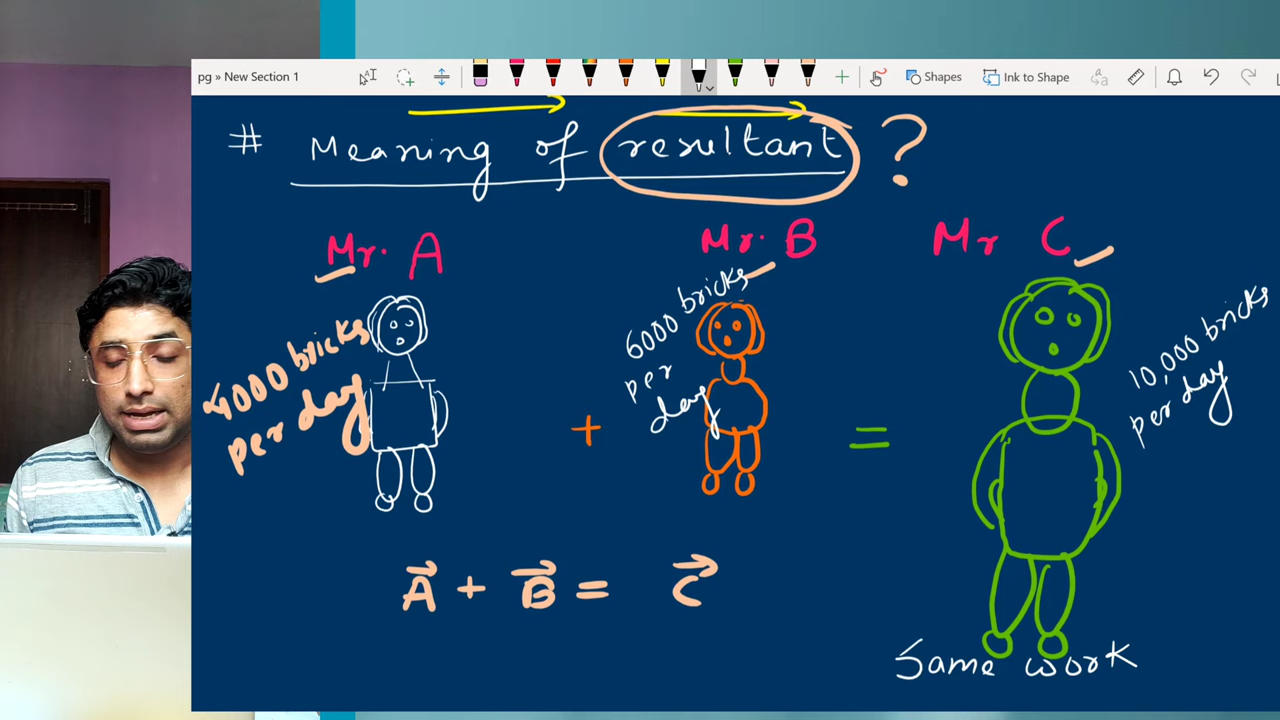 pg » New Section 1
Shapes
Ink to Shape
# Meaning of resultant ?
Mr. A
Mr. B
Mr C
4000 bricks
per day
6000 bricks
per
day
10,000 bricks
per day
+
=
A⃗ + B⃗ = C⃗
Same work